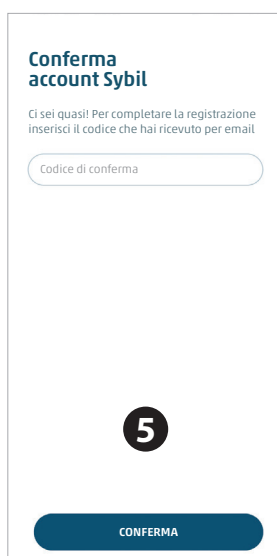 Conferma
account Sybil
Ci sei quasi! Per completare la registrazione
inserisci il codice che hai ricevuto per email
Codice di conferma
5
CONFERMA